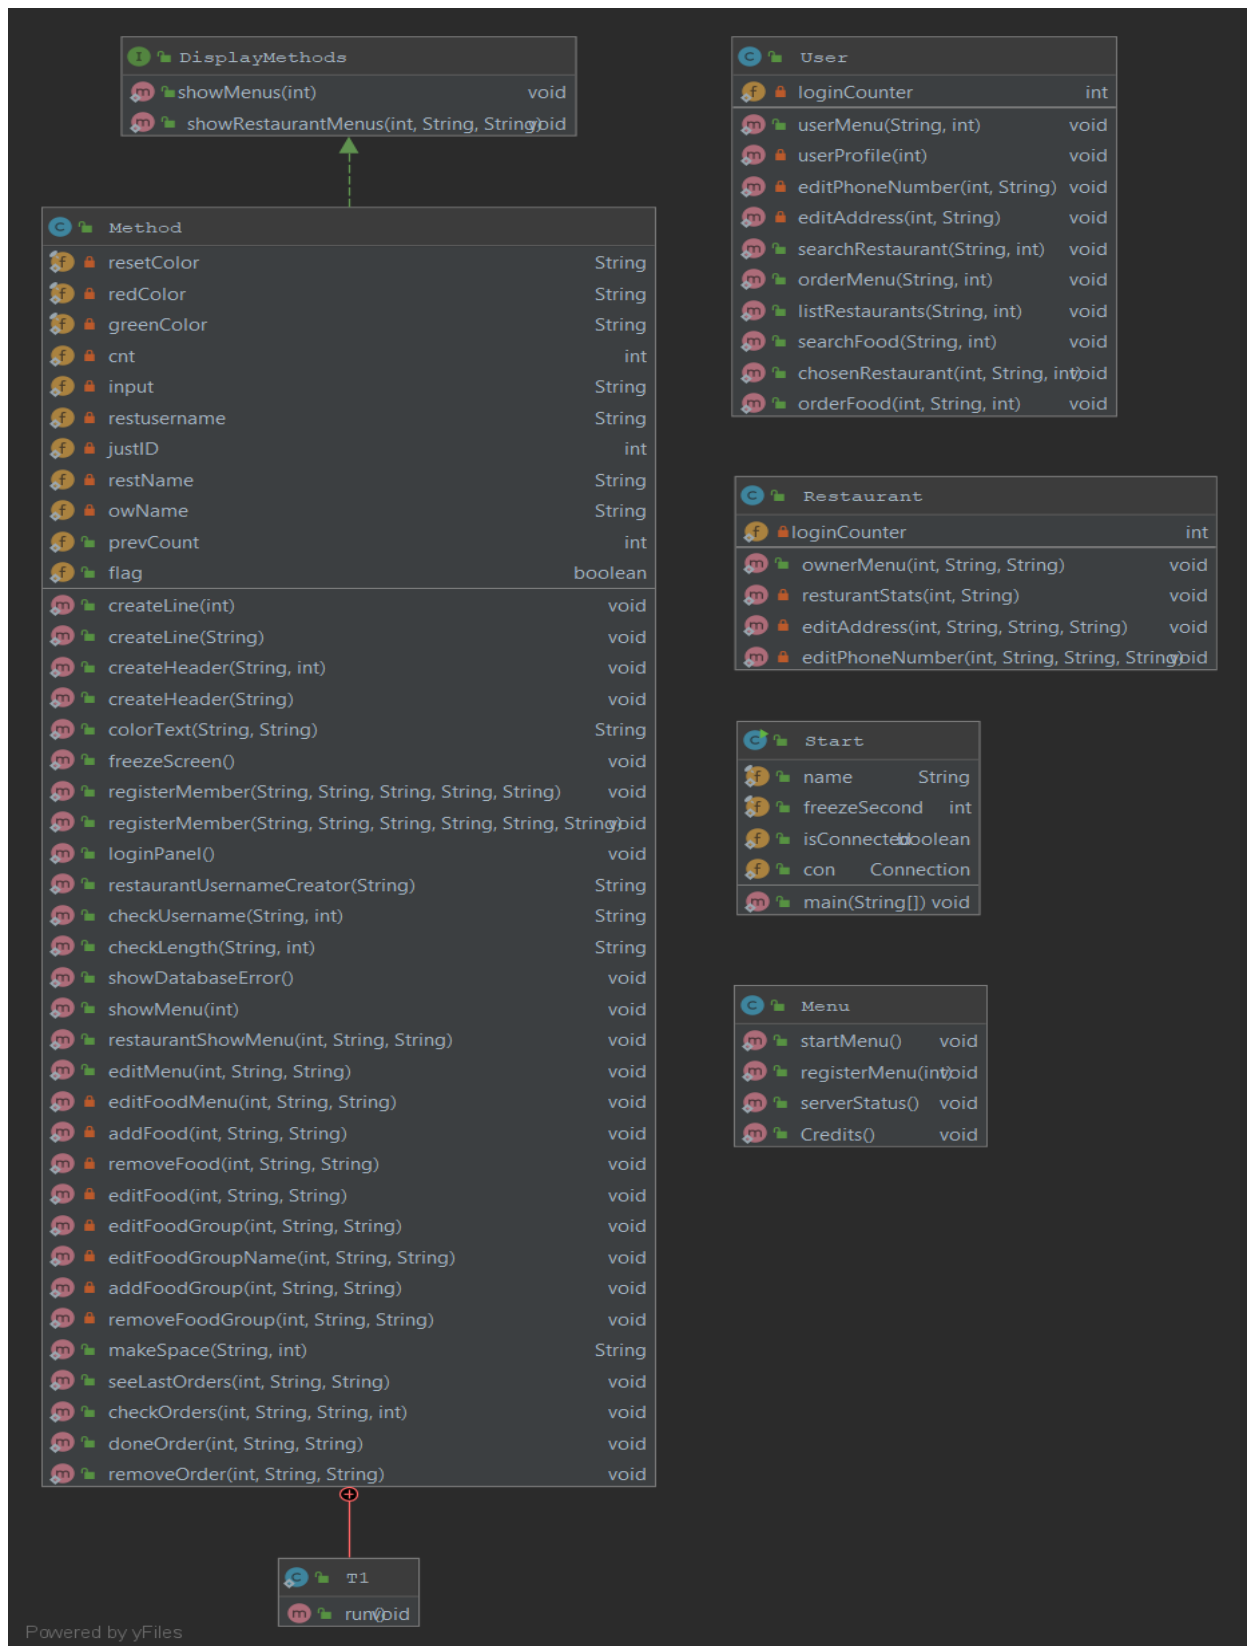 DisplayMethods
showMenus(int) void
showRestaurantMenus(int, String, String) void
Method
resetColor String
redColor String
greenColor String
cnt int
input String
restusername String
justID int
restName String
owName String
prevCount int
flag boolean
createLine(int) void
createLine(String) void
createHeader(String, int) void
createHeader(String) void
colorText(String, String) String
freezeScreen() void
registerMember(String, String, String, String, String) void
registerMember(String, String, String, String, String, String) void
loginPanel() void
restaurantUsernameCreator(String) String
checkUsername(String, int) String
checkLength(String, int) String
showDatabaseError() void
showMenu(int) void
restaurantShowMenu(int, String, String) void
editMenu(int, String, String) void
editFoodMenu(int, String, String) void
addFood(int, String, String) void
removeFood(int, String, String) void
editFood(int, String, String) void
editFoodGroup(int, String, String) void
editFoodGroupName(int, String, String) void
addFoodGroup(int, String, String) void
removeFoodGroup(int, String, String) void
makeSpace(String, int) String
seeLastOrders(int, String, String) void
checkOrders(int, String, String, int) void
doneOrder(int, String, String) void
removeOrder(int, String, String) void
T1
run() void
User
loginCounter int
userMenu(String, int) void
userProfile(int) void
editPhoneNumber(int, String) void
editAddress(int, String) void
searchRestaurant(String, int) void
orderMenu(String, int) void
listRestaurants(String, int) void
searchFood(String, int) void
chosenRestaurant(int, String, int) void
orderFood(int, String, int) void
Restaurant
loginCounter int
ownerMenu(int, String, String) void
resturantStats(int, String) void
editAddress(int, String, String, String) void
editPhoneNumber(int, String, String, String) void
Start
name String
freezeSecond int
isConnected boolean
con Connection
main(String[]) void
Menu
startMenu() void
registerMenu(int) void
serverStatus() void
Credits() void
Powered by yFiles